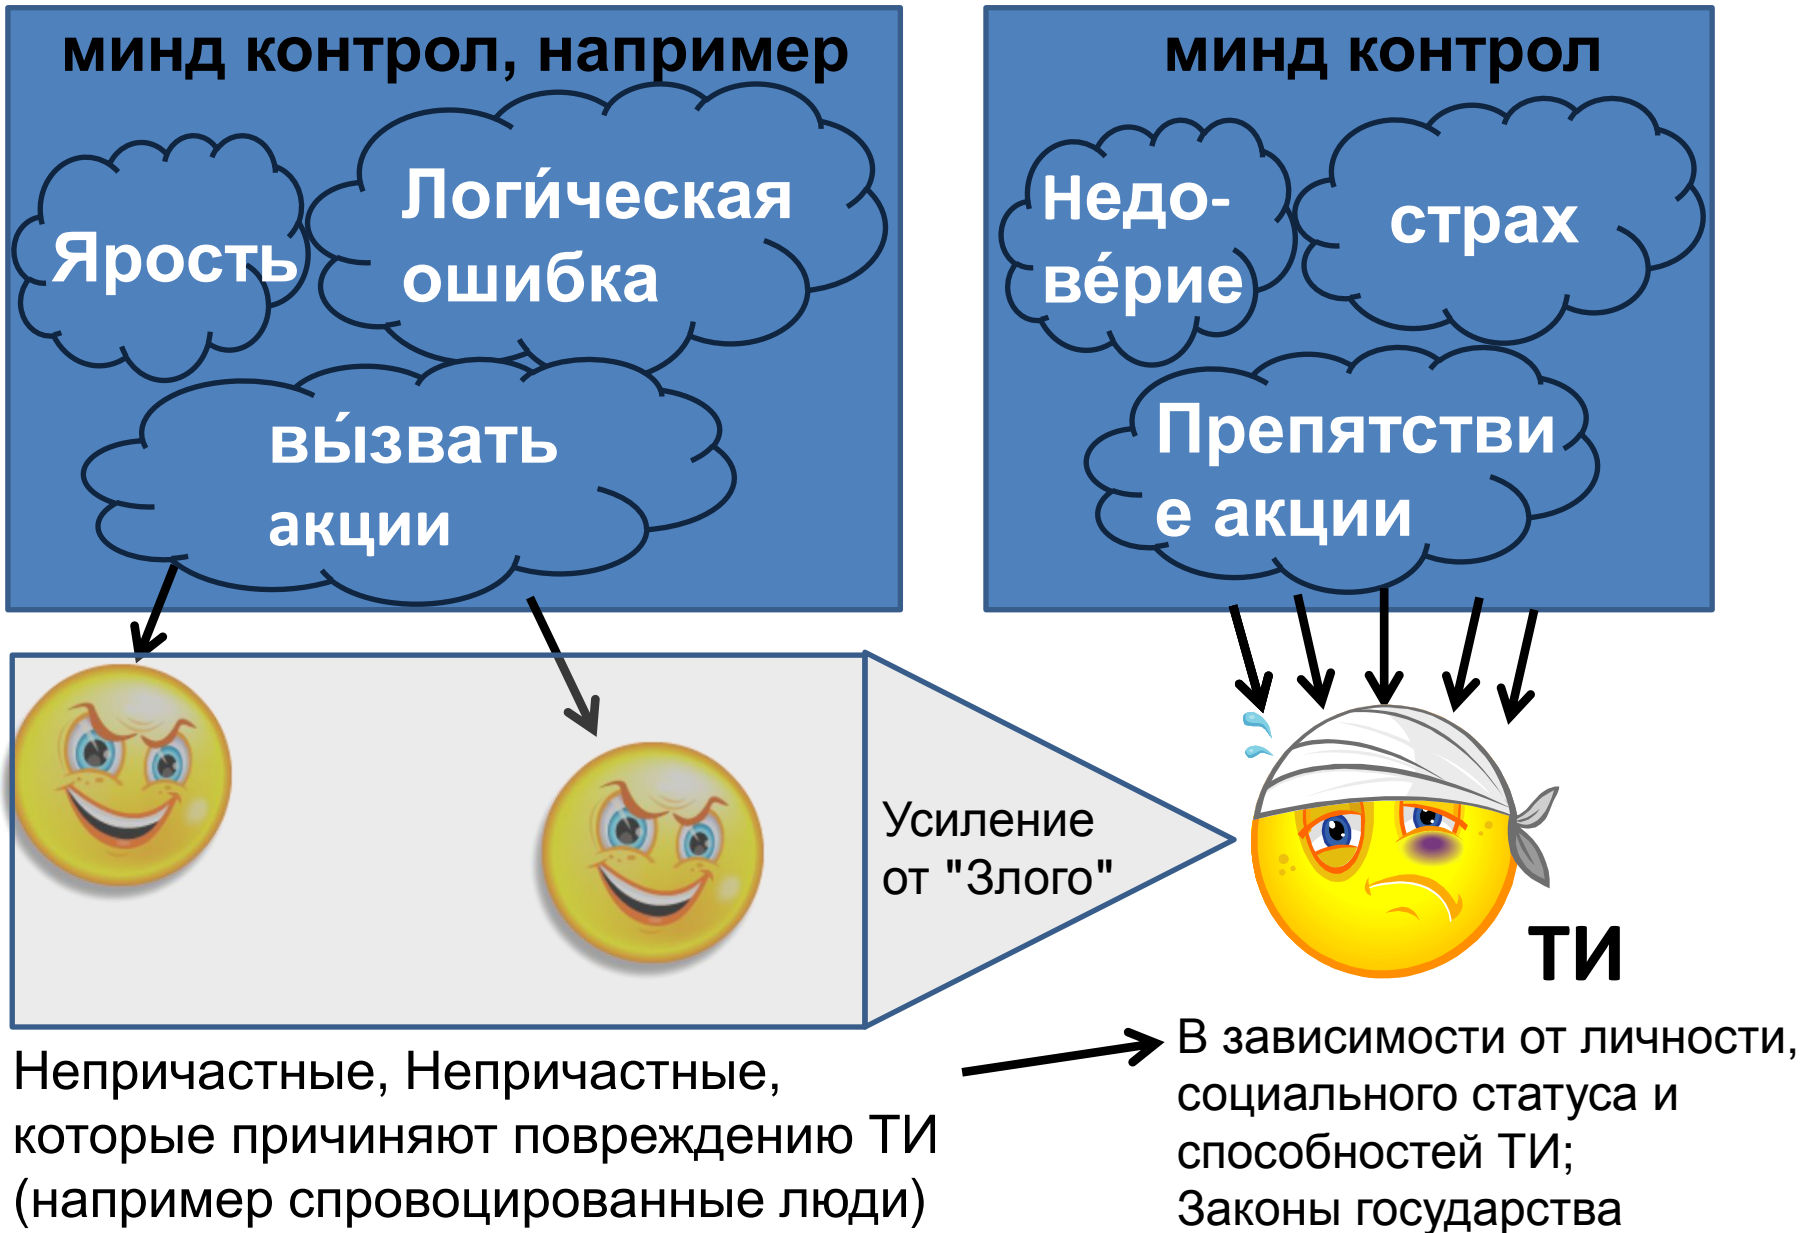 минд контрол, например
Ярость
Логи́ческая
ошибка
вы́звать
акции
минд контрол
Недо-
ве́рие
страх
Препятстви
е акции
Усиление
от "Злого"
ТИ
Непричастные, Непричастные,
которые причиняют повреждению ТИ
(например спровоцированные люди)
В зависимости от личности,
социального статуса и
способностей ТИ;
Законы государства